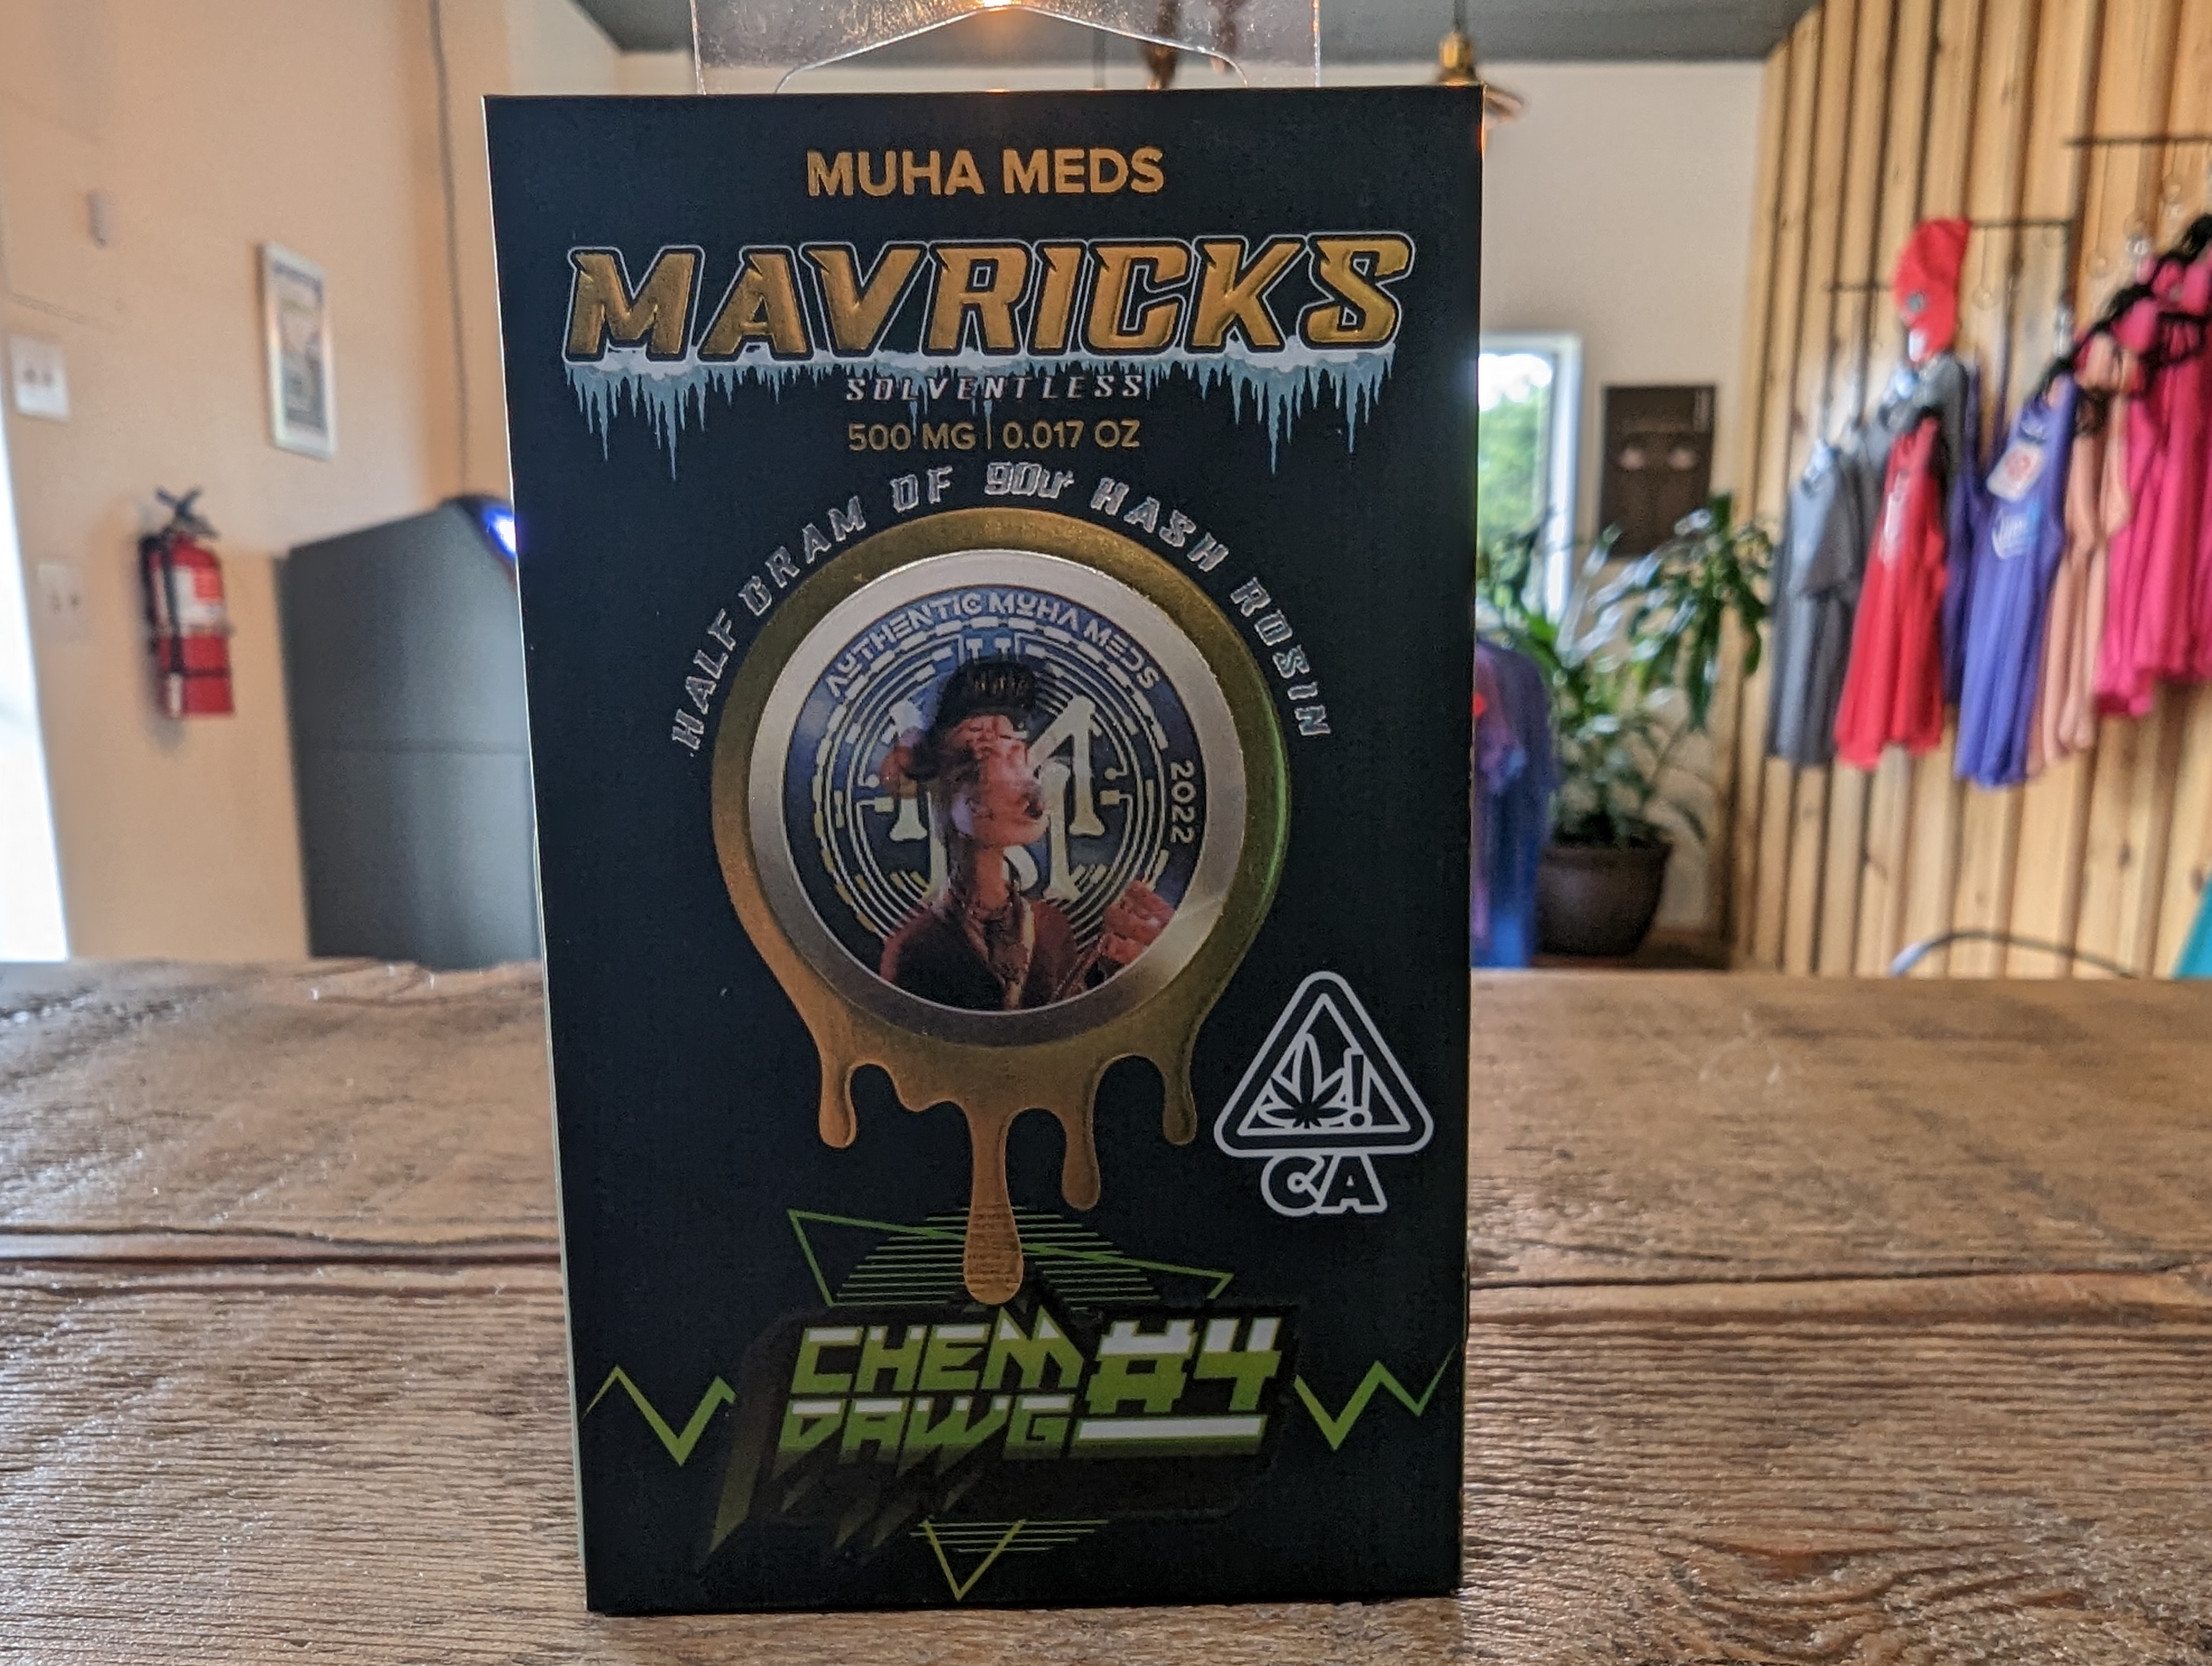 MUHA MEDS
MAVRICKS
SOLVENTLESS
500 MG | 0.017 OZ
HALF GRAM OF 90u HASH ROSIN
AUTHENTIC MUHA MEDS
2022
CA
CHEM
DAWG #4